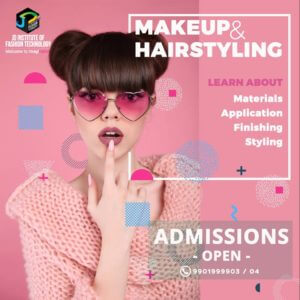 JD INSTITUTE OF
FASHION TECHNOLOGY
MAKEUP&
HAIRSTYLING
LEARN ABOUT
Materials
Application
Finishing
Styling
ADMISSIONS
- OPEN -
9901999903 / 04